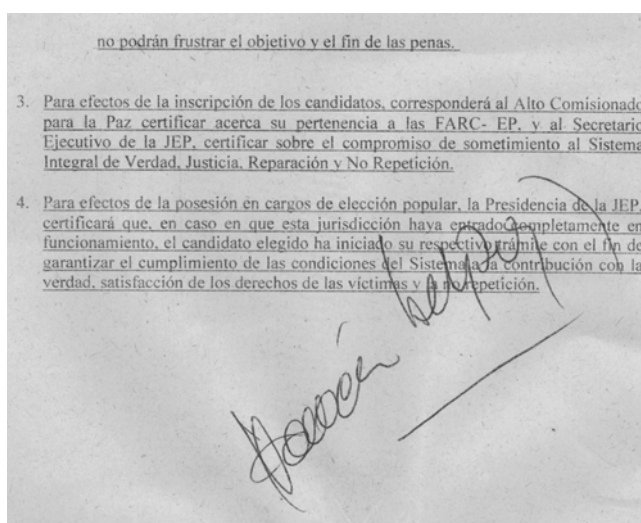 no podrán frustrar el objetivo y el fin de las penas.
3. Para efectos de la inscripción de los candidatos, corresponderá al Alto Comisionado
para la Paz certificar acerca su pertenencia a las FARC- EP, y al Secretario
Ejecutivo de la JEP, certificar sobre el compromiso de sometimiento al Sistema
Integral de Verdad, Justicia, Reparación y No Repetición.
4. Para efectos de la posesión en cargos de elección popular, la Presidencia de la JEP,
certificará que, en caso en que esta jurisdicción haya entrado completamente en
funcionamiento, el candidato elegido ha iniciado su respectivo trámite con el fin de
garantizar el cumplimiento de las condiciones del Sistema a la contribución con la
verdad, satisfacción de los derechos de las víctimas y la no repetición.